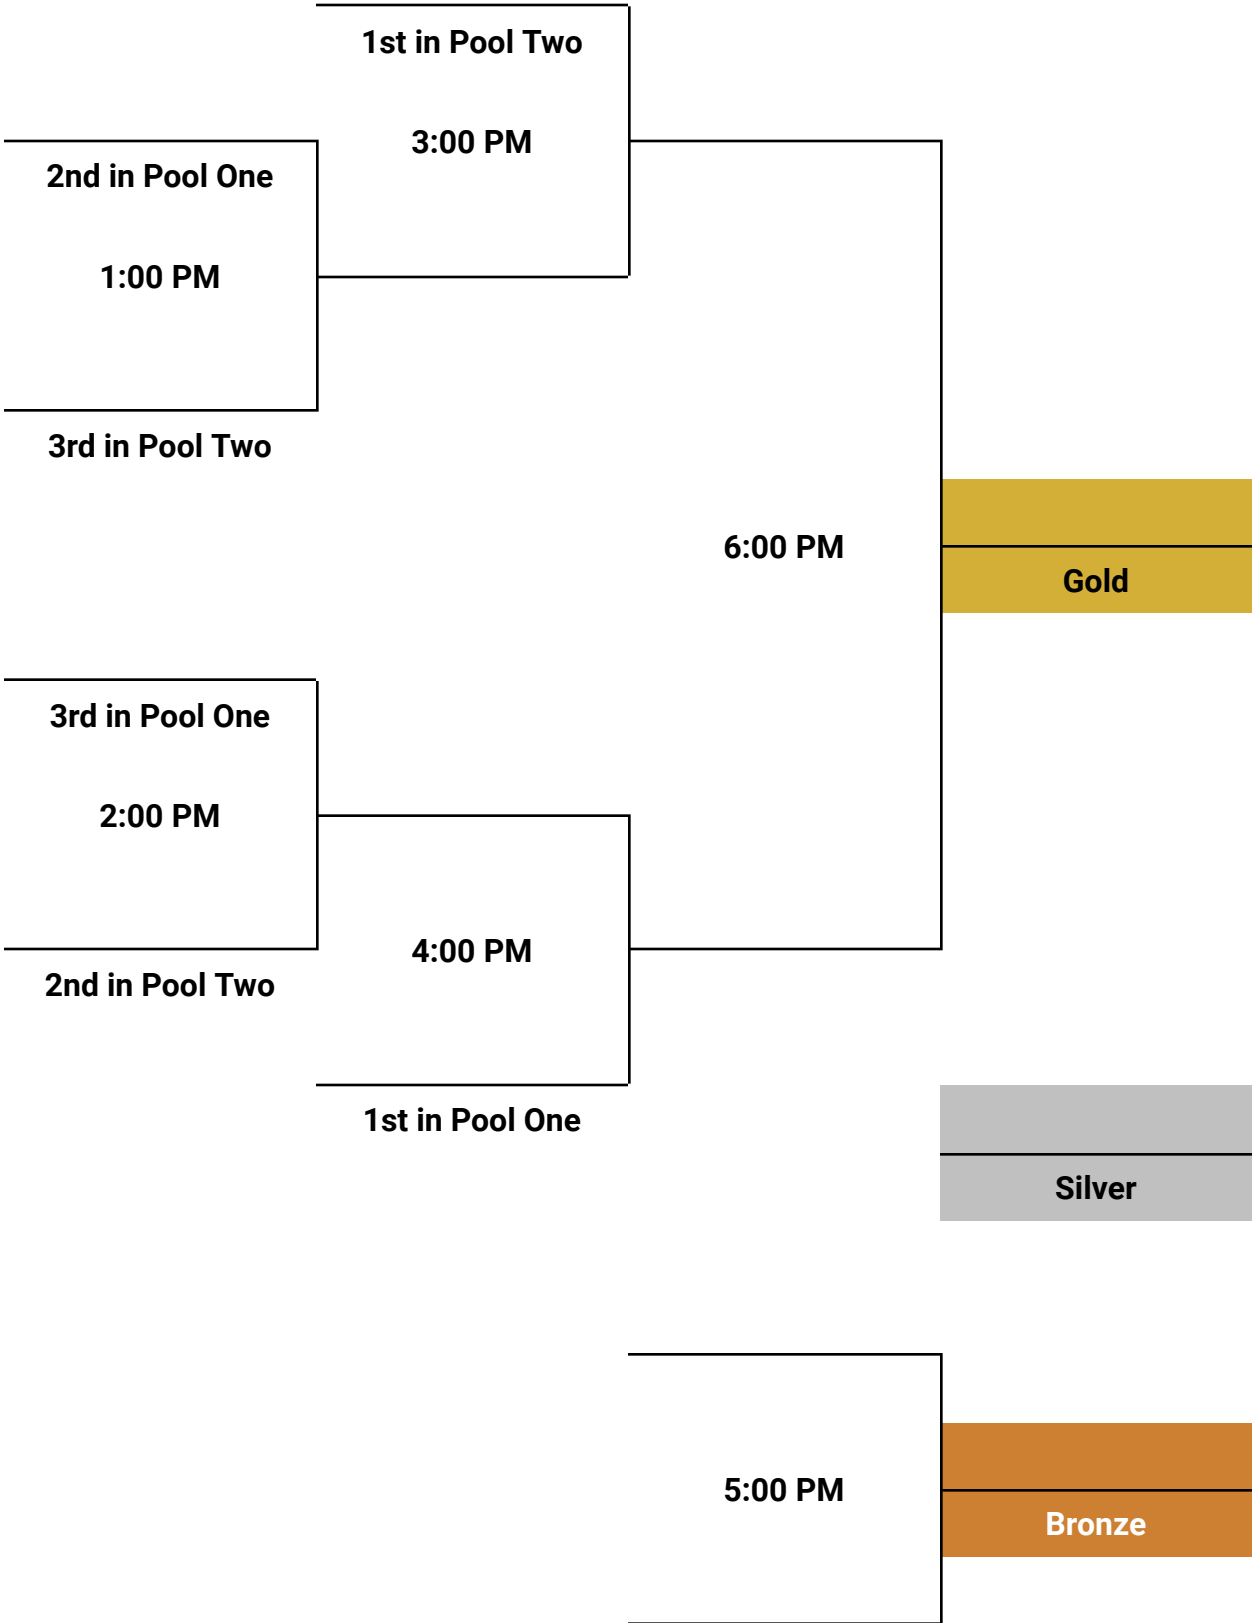 1st in Pool Two
3:00 PM
2nd in Pool One
1:00 PM
3rd in Pool Two
6:00 PM
Gold
3rd in Pool One
2:00 PM
4:00 PM
2nd in Pool Two
1st in Pool One
Silver
5:00 PM
Bronze